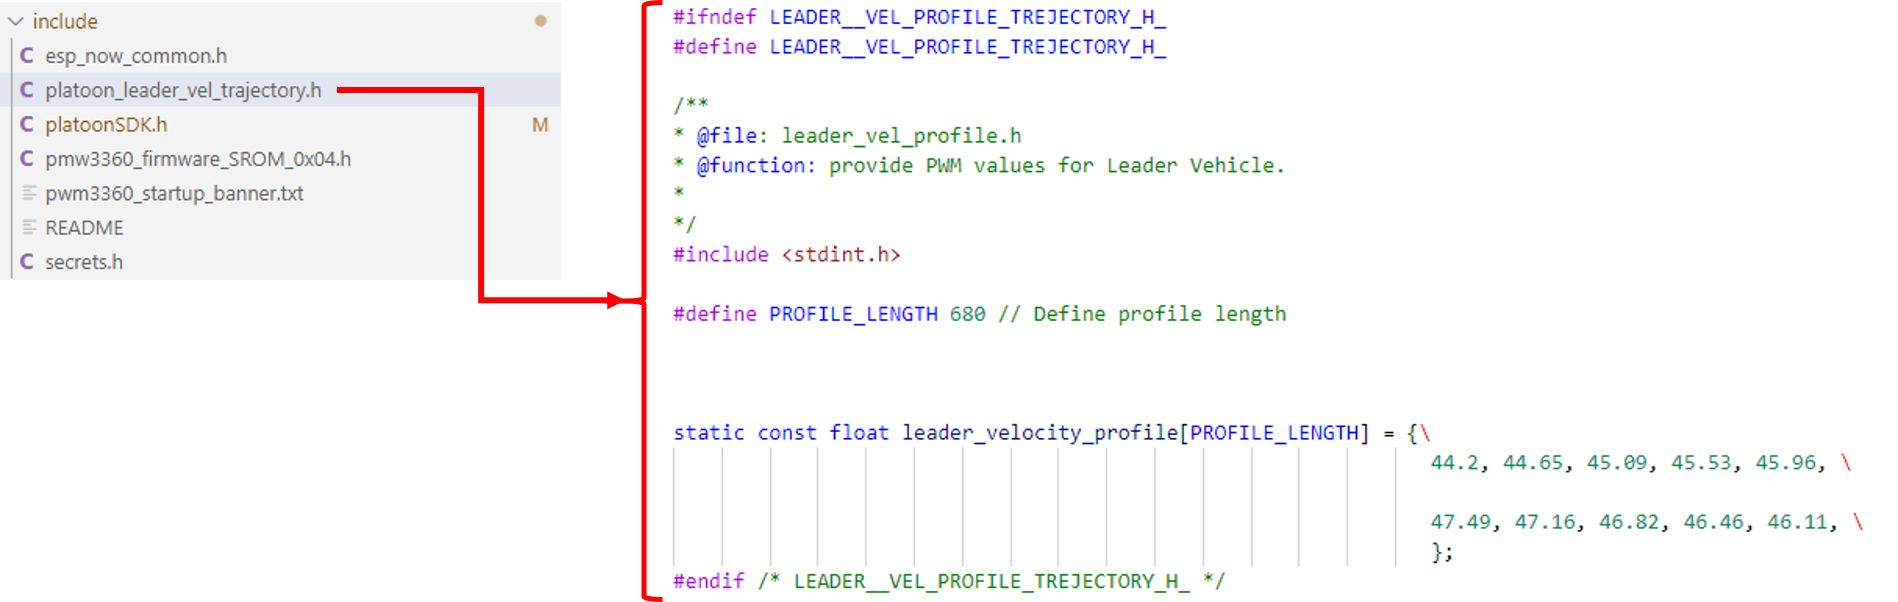 include
esp_now_common.h
platoon_leader_vel_trajectory.h
platoonSDK.h M
pmw3360_firmware_SROM_0x04.h
pwm3360_startup_banner.txt
README
secrets.h
#ifndef LEADER__VEL_PROFILE_TREJECTORY_H_
#define LEADER__VEL_PROFILE_TREJECTORY_H_
/**
* @file: leader_vel_profile.h
* @function: provide PWM values for Leader Vehicle.
*
*/
#include <stdint.h>
#define PROFILE_LENGTH 680 // Define profile length
static const float leader_velocity_profile[PROFILE_LENGTH] = {\
44.2, 44.65, 45.09, 45.53, 45.96, \
47.49, 47.16, 46.82, 46.46, 46.11, \
};
#endif /* LEADER__VEL_PROFILE_TREJECTORY_H_ */